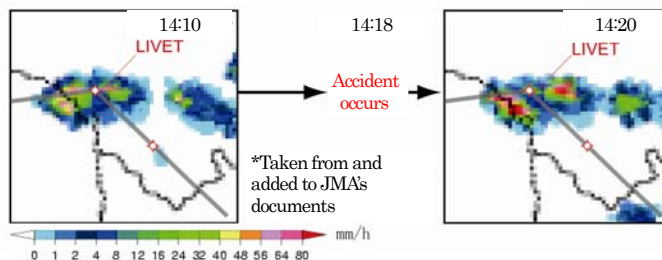 14:10
14:18
14:20
LIVET
LIVET
Accident
occurs
*Taken from and
added to JMA's
documents
mm/h
0 1 2 4 8 12 16 24 32 40 48 56 64 80